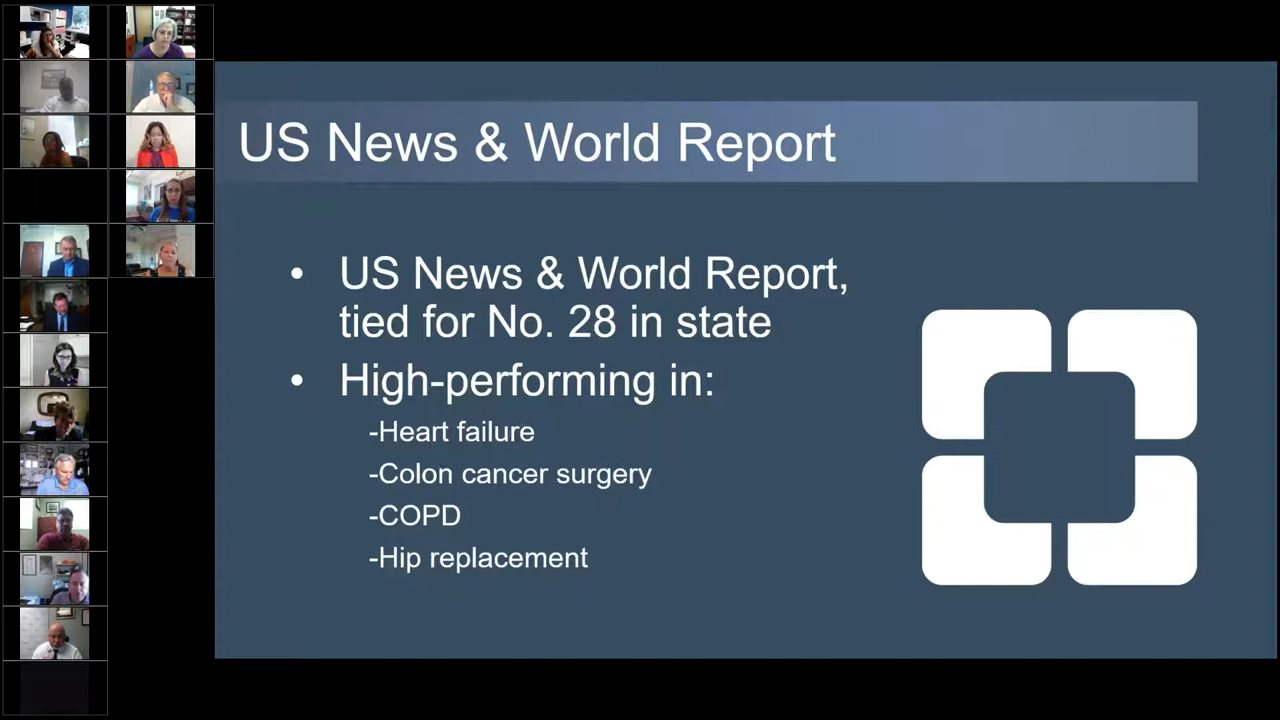 US News & World Report
• US News & World Report,
tied for No. 28 in state
• High-performing in:
-Heart failure
-Colon cancer surgery
-COPD
-Hip replacement